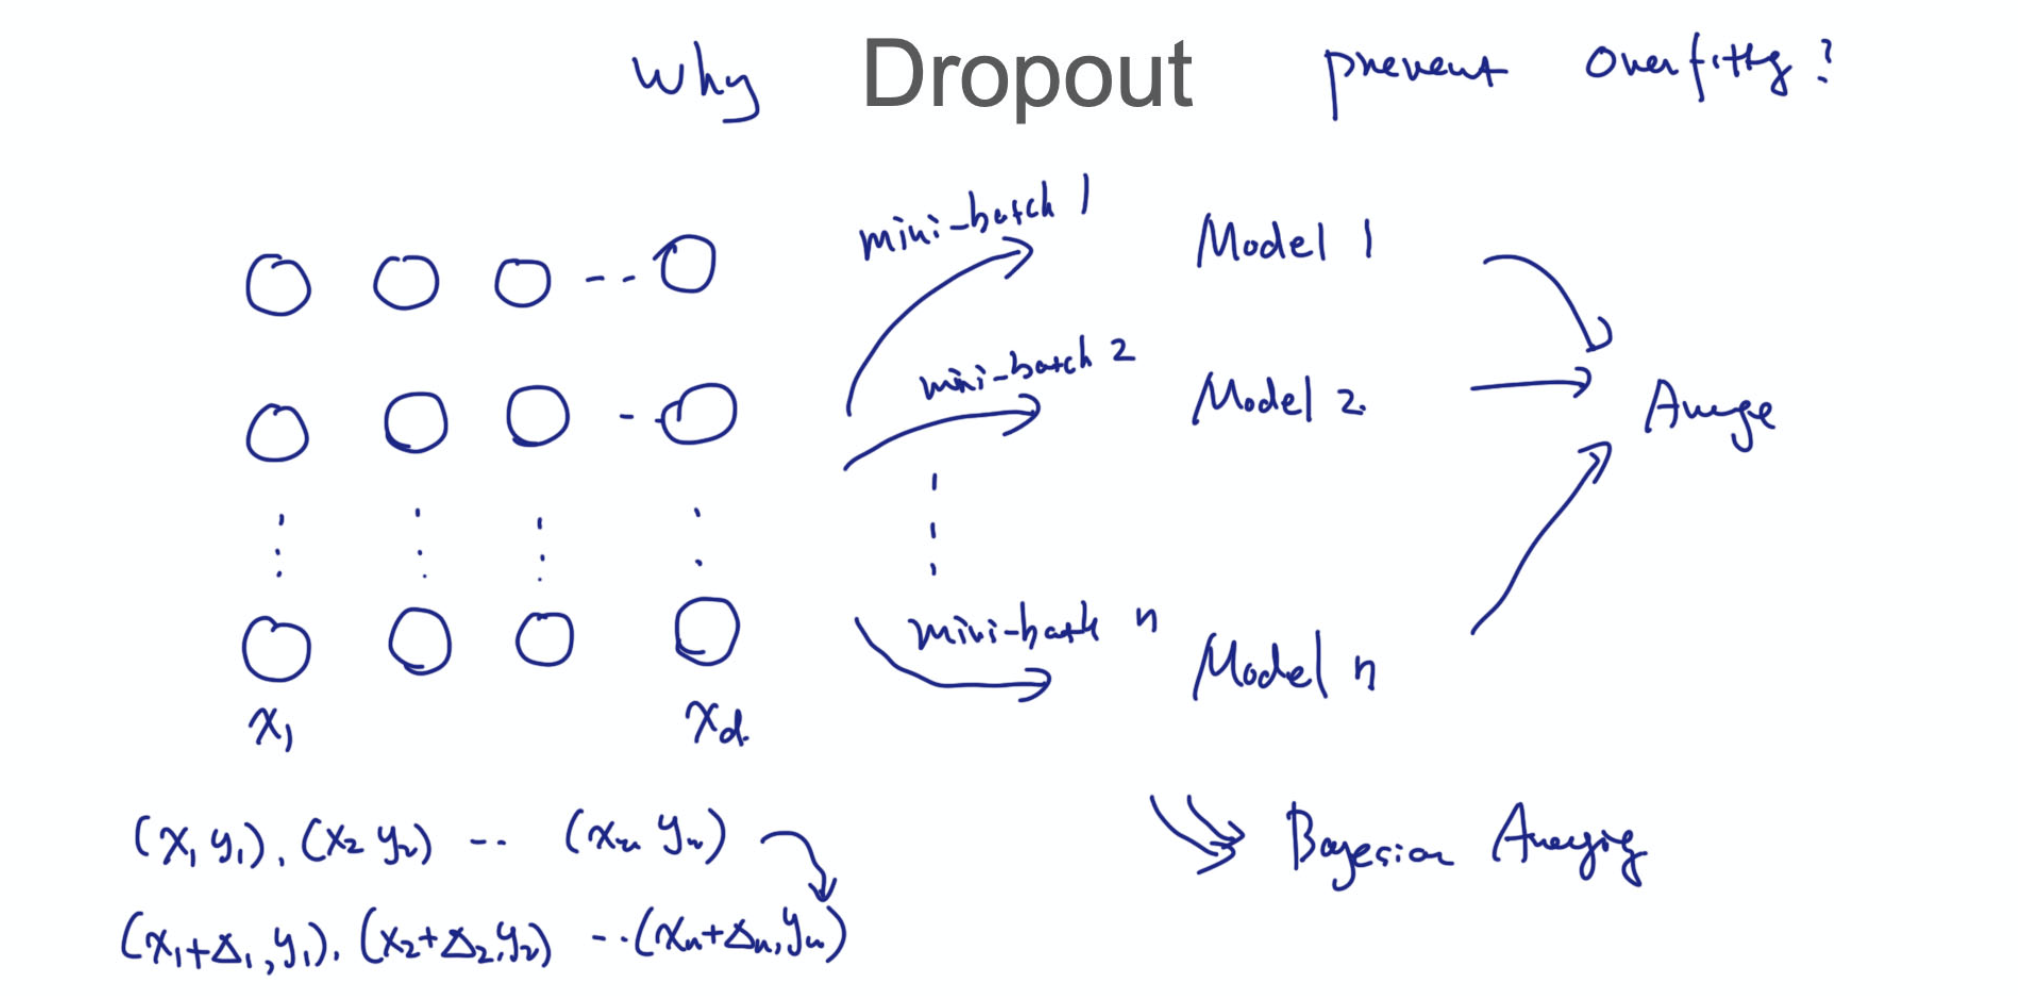 Why Dropout prevent Overfitting?
mini-batch 1
Model 1
mini-batch 2
Model 2.
Average
mini-batch n
Model n
x₁ x_d.
(x₁ y₁), (x₂ y₂) -- (xₙ yₙ)
Bayesian Averaging
(x₁+Δ₁, y₁), (x₂+Δ₂, y₂) --(xₙ+Δₙ, yₙ)